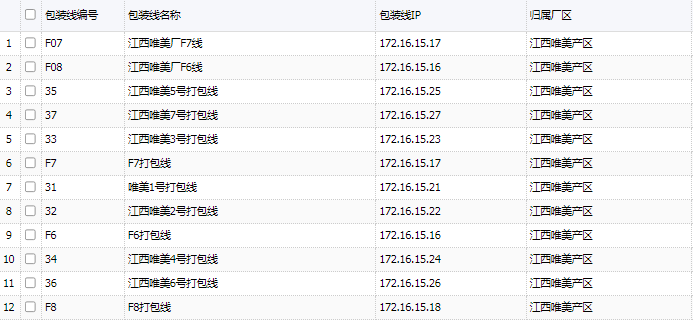 包装线编号 包装线名称 包装线IP 归属厂区
1 F07 江西唯美厂F7线 172.16.15.17 江西唯美产区
2 F08 江西唯美厂F6线 172.16.15.16 江西唯美产区
3 35 江西唯美5号打包线 172.16.15.25 江西唯美产区
4 37 江西唯美7号打包线 172.16.15.27 江西唯美产区
5 33 江西唯美3号打包线 172.16.15.23 江西唯美产区
6 F7 F7打包线 172.16.15.17 江西唯美产区
7 31 唯美1号打包线 172.16.15.21 江西唯美产区
8 32 江西唯美2号打包线 172.16.15.22 江西唯美产区
9 F6 F6打包线 172.16.15.16 江西唯美产区
10 34 江西唯美4号打包线 172.16.15.24 江西唯美产区
11 36 江西唯美6号打包线 172.16.15.26 江西唯美产区
12 F8 F8打包线 172.16.15.18 江西唯美产区